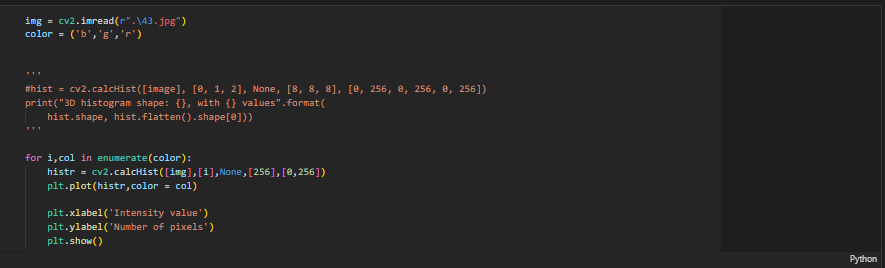 img = cv2.imread(r".\43.jpg")
color = ('b','g','r')
'''
#hist = cv2.calcHist([image], [0, 1, 2], None, [8, 8, 8], [0, 256, 0, 256, 0, 256])
print("3D histogram shape: {}, with {} values".format(
    hist.shape, hist.flatten().shape[0]))
'''
for i,col in enumerate(color):
    histr = cv2.calcHist([img],[i],None,[256],[0,256])
    plt.plot(histr,color = col)
    plt.xlabel('Intensity value')
    plt.ylabel('Number of pixels')
    plt.show()
Python